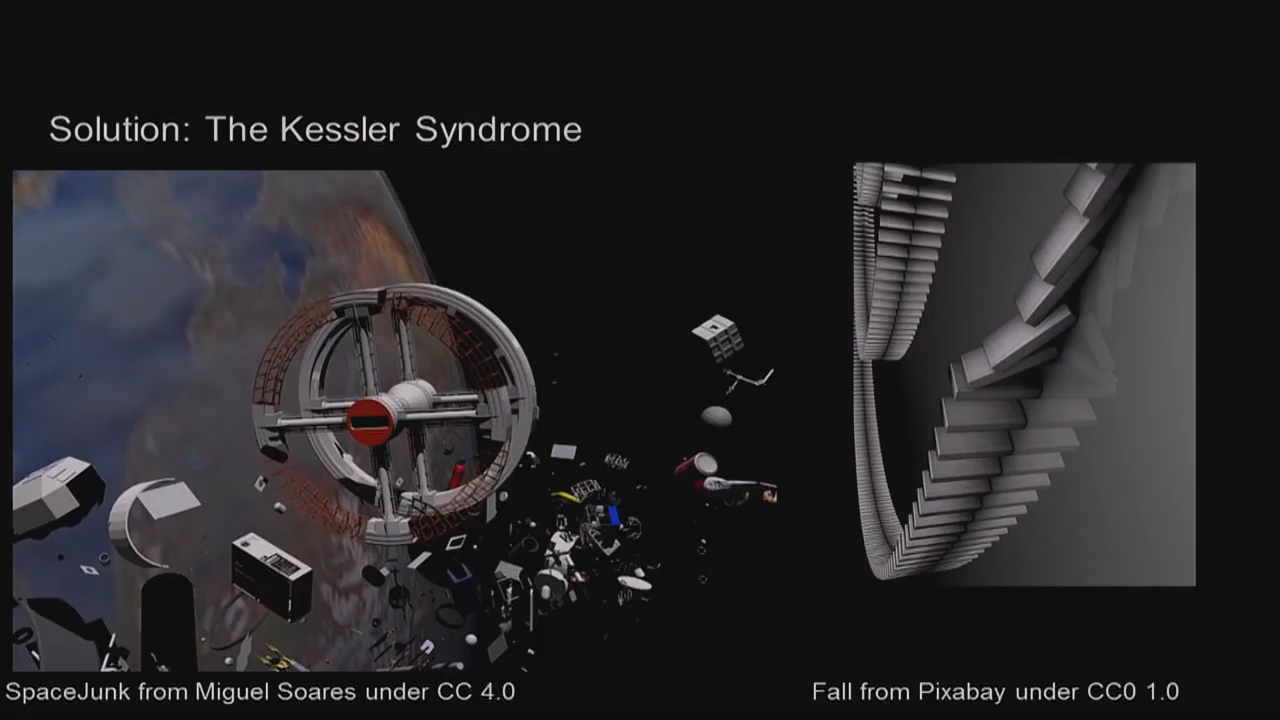 Solution: The Kessler Syndrome
SpaceJunk from Miguel Soares under CC 4.0
Fall from Pixabay under CC0 1.0